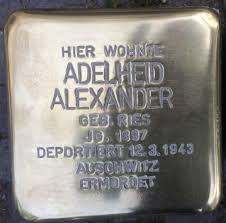 HIER WOHNTE
ADELHEID
ALEXANDER
GEB. RIES
JG. 1897
DEPORTIERT 12.3.1943
AUSCHWITZ
ERMORDET